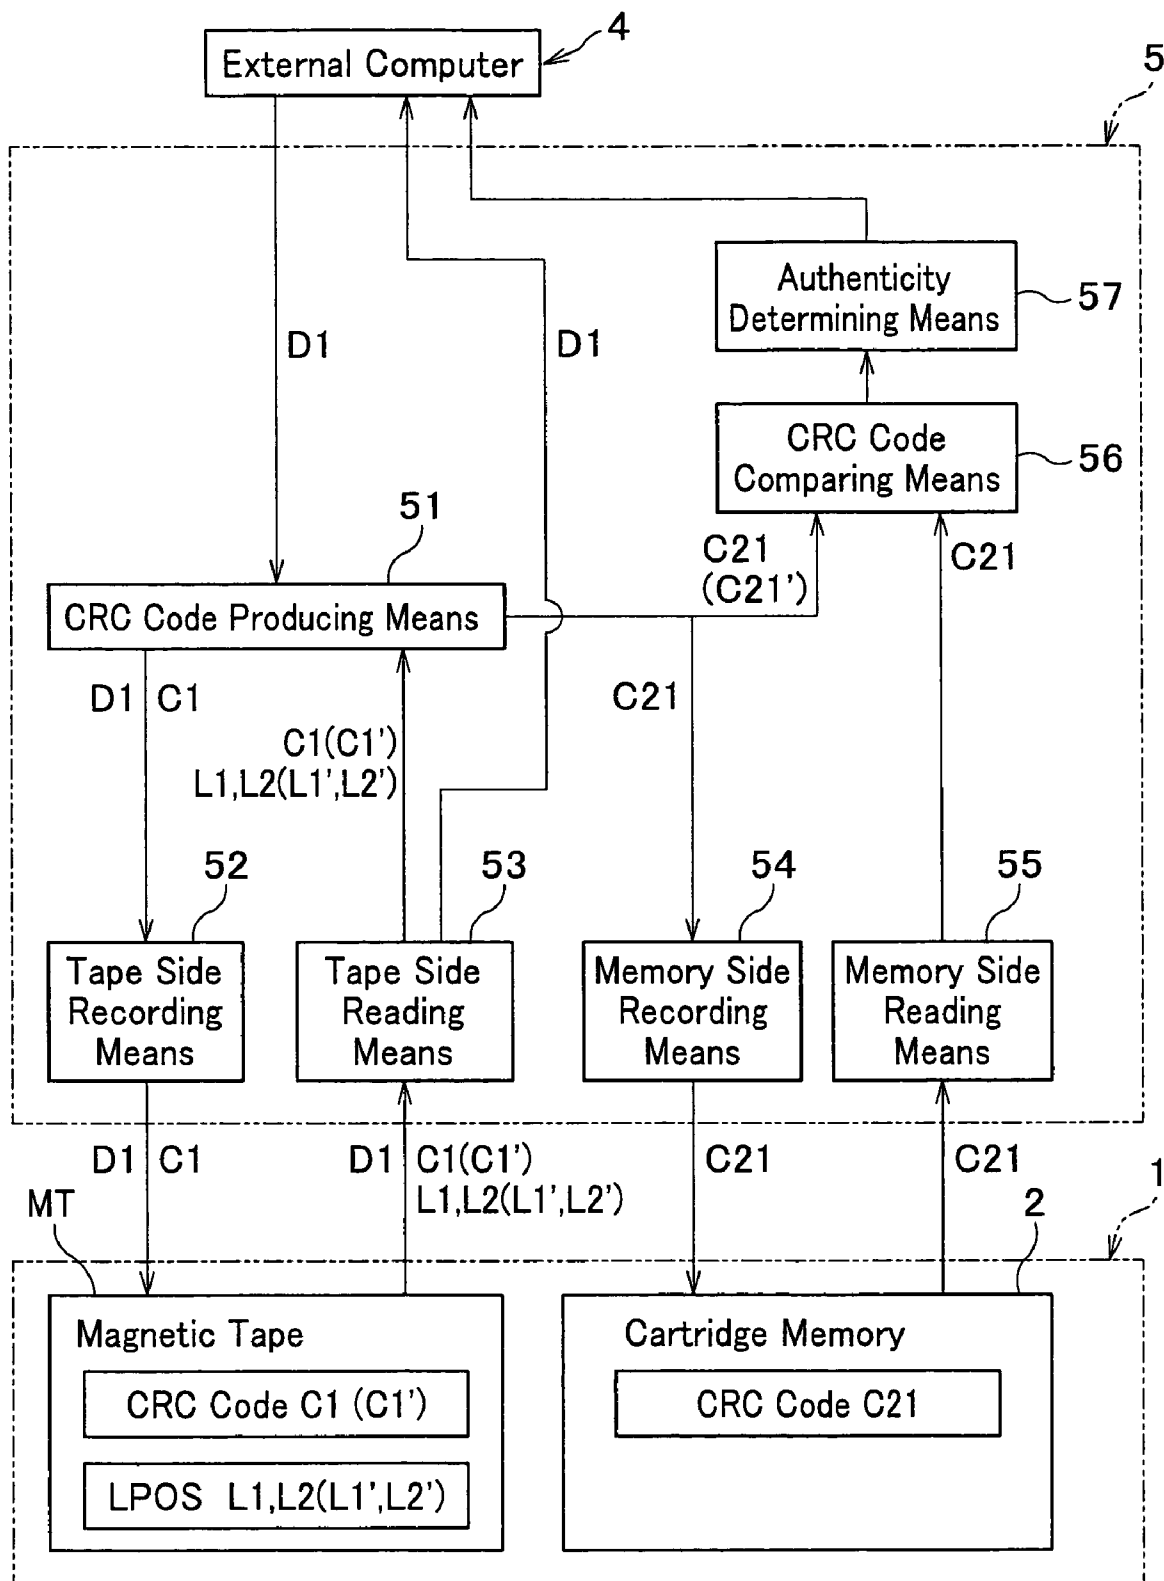 4
External Computer
5
Authenticity
Determining Means
57
D1
D1
CRC Code
Comparing Means
56
51
C21
(C21')
C21
CRC Code Producing Means
D1
C1
C21
C1(C1')
L1,L2(L1',L2')
52
53
54
55
Tape Side
Recording
Means
Tape Side
Reading
Means
Memory Side
Recording
Means
Memory Side
Reading
Means
D1
C1
D1
C1(C1')
L1,L2(L1',L2')
C21
C21
MT
2
1
Magnetic Tape
CRC Code C1 (C1')
LPOS L1,L2(L1',L2')
Cartridge Memory
CRC Code C21